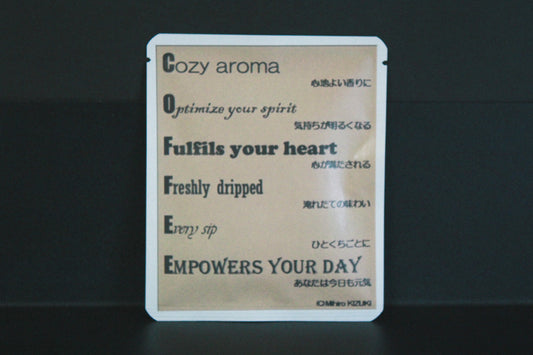 Cozy aroma
心地よい香りに
Optimize your spirit
気持ちが明るくなる
Fulfils your heart
心が満たされる
Freshly dripped
淹れたての味わい
Every sip
ひとくちごとに
EMPOWERS YOUR DAY
あなたは今日も元気
©Mihiro KIZUKI